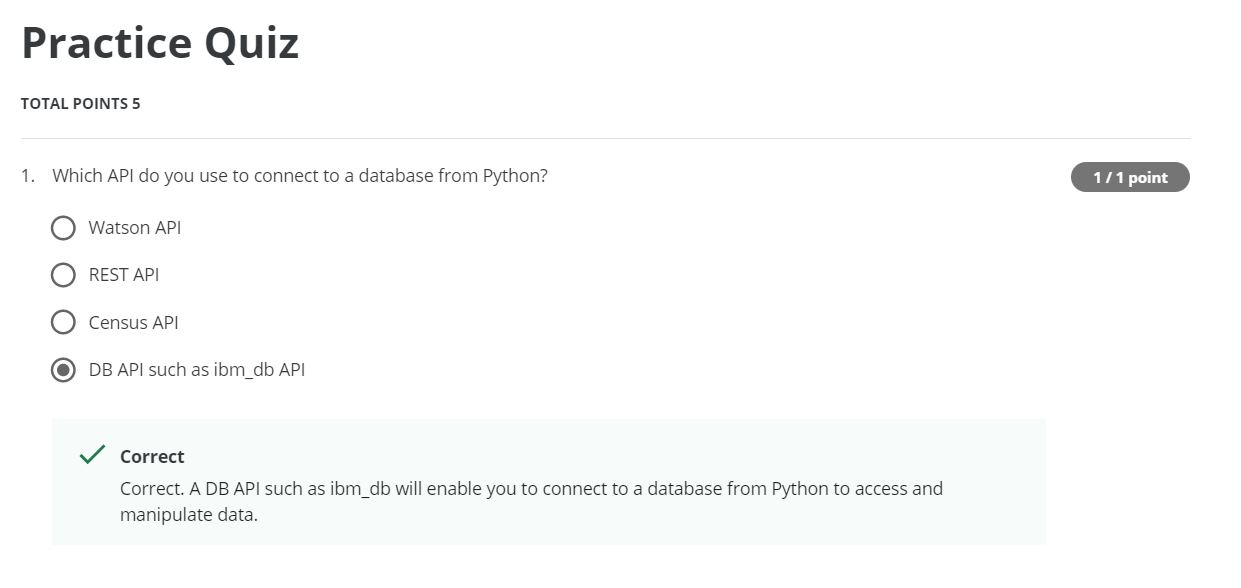 Practice Quiz
TOTAL POINTS 5
1. Which API do you use to connect to a database from Python?
1 / 1 point
Watson API
REST API
Census API
DB API such as ibm_db API
Correct
Correct. A DB API such as ibm_db will enable you to connect to a database from Python to access and
manipulate data.